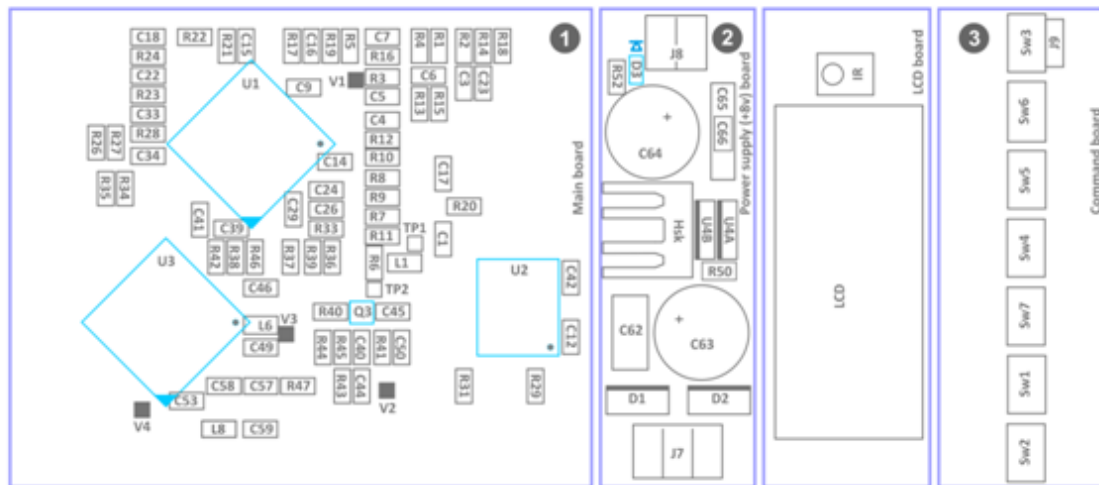 C18
R22
R21
C15
R17
C16
R19
R5
C7
R4
R1
R2
R14
R18
1
R24
R16
C22
U1
C9
V1
R3
C6
C3
C23
R23
C5
R13
R15
C33
C4
R26
R27
R28
R12
C34
C14
R10
C17
Main board
R35
R34
C24
R8
R9
R20
C41
C29
C26
C39
R33
R7
R11
TP1
C1
R42
R38
R46
R37
R39
R36
R6
L1
U3
U2
C42
C46
TP2
R40
Q3
C45
L6
V3
C49
R44
R45
C40
R41
C50
C12
C58
C57
R47
R43
C44
V2
R31
R29
C53
V4
L8
C59
2
J8
D3
R52
C65
C66
C64
Power supply (+8v) board
Hsk
U4B
U4A
R50
C62
C63
D1
D2
J7
LCD board
IR
LCD
3
Sw3
J9
Sw6
Sw5
Sw4
Sw7
Sw1
Sw2
Command board